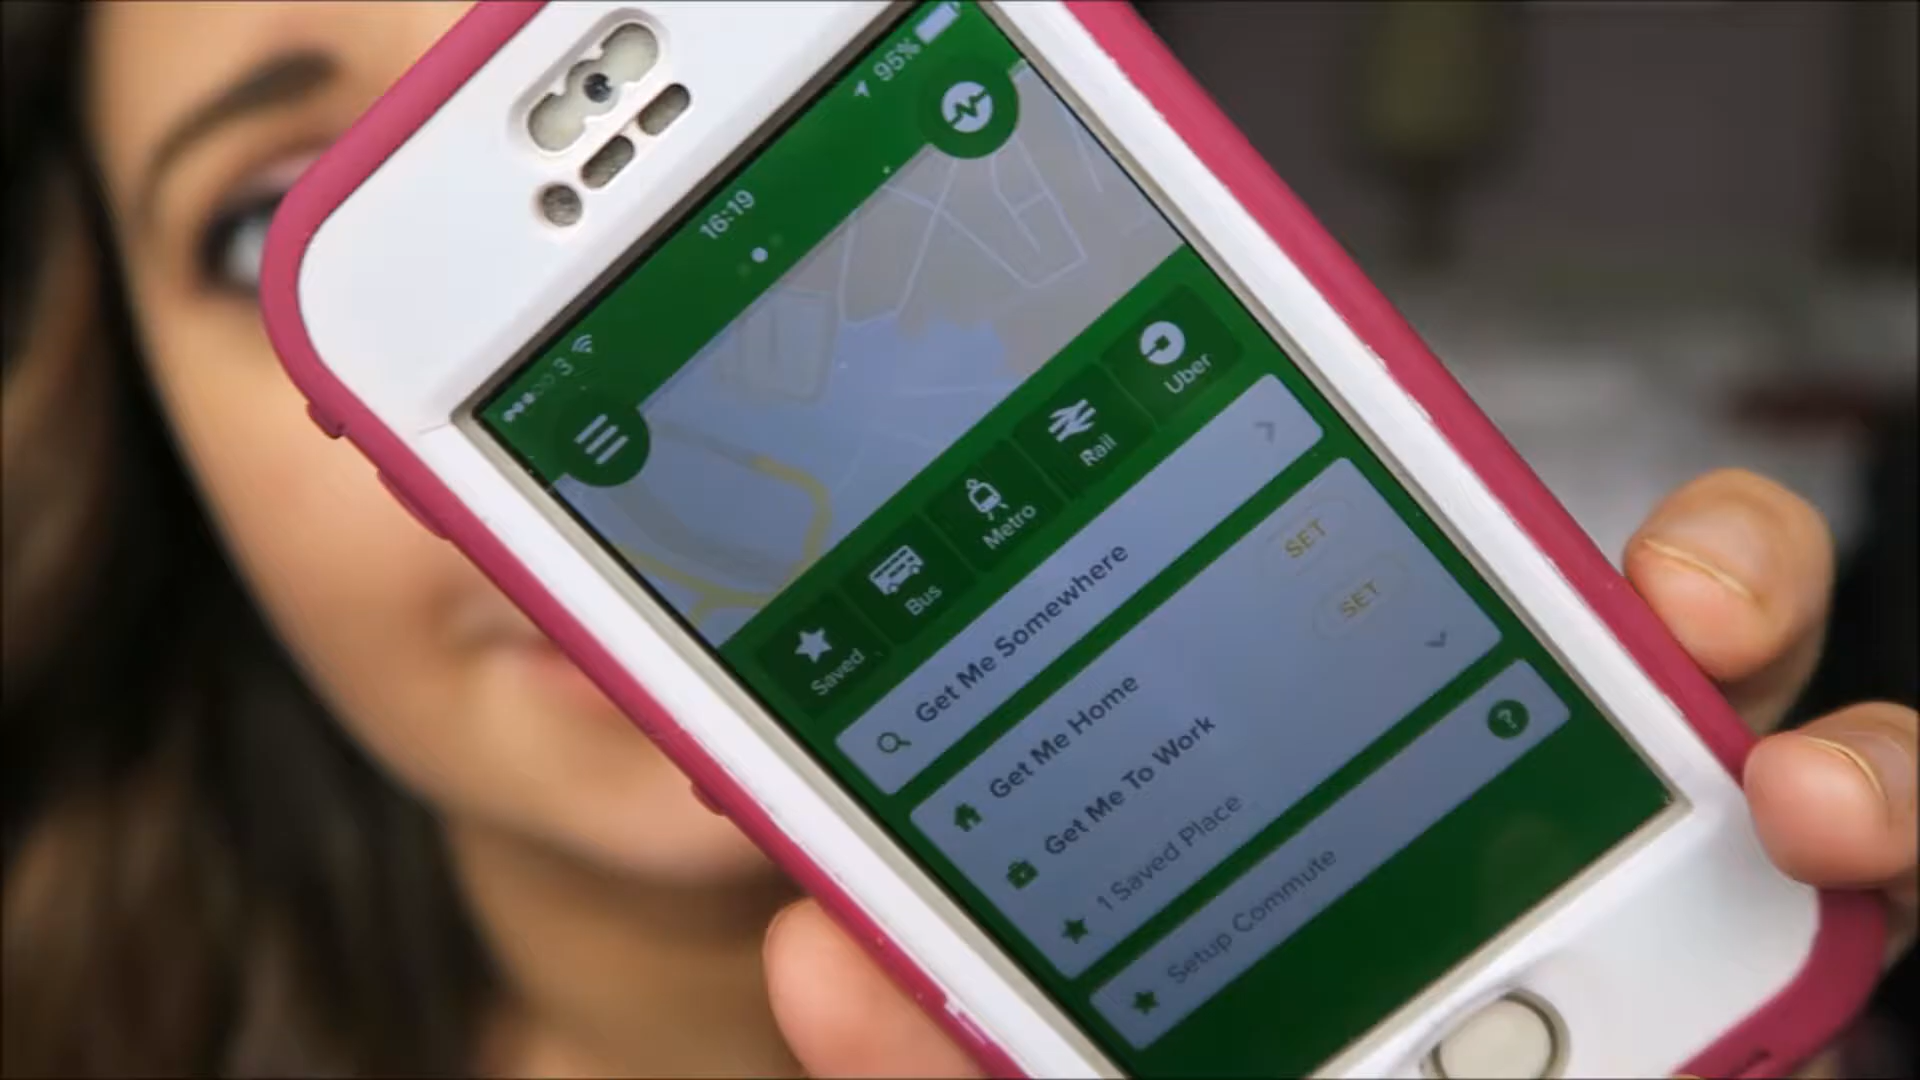 3 16:19 95%
Saved Bus Metro Rail Uber
Get Me Somewhere
Get Me Home SET
Get Me To Work SET
1 Saved Place
Setup Commute ?